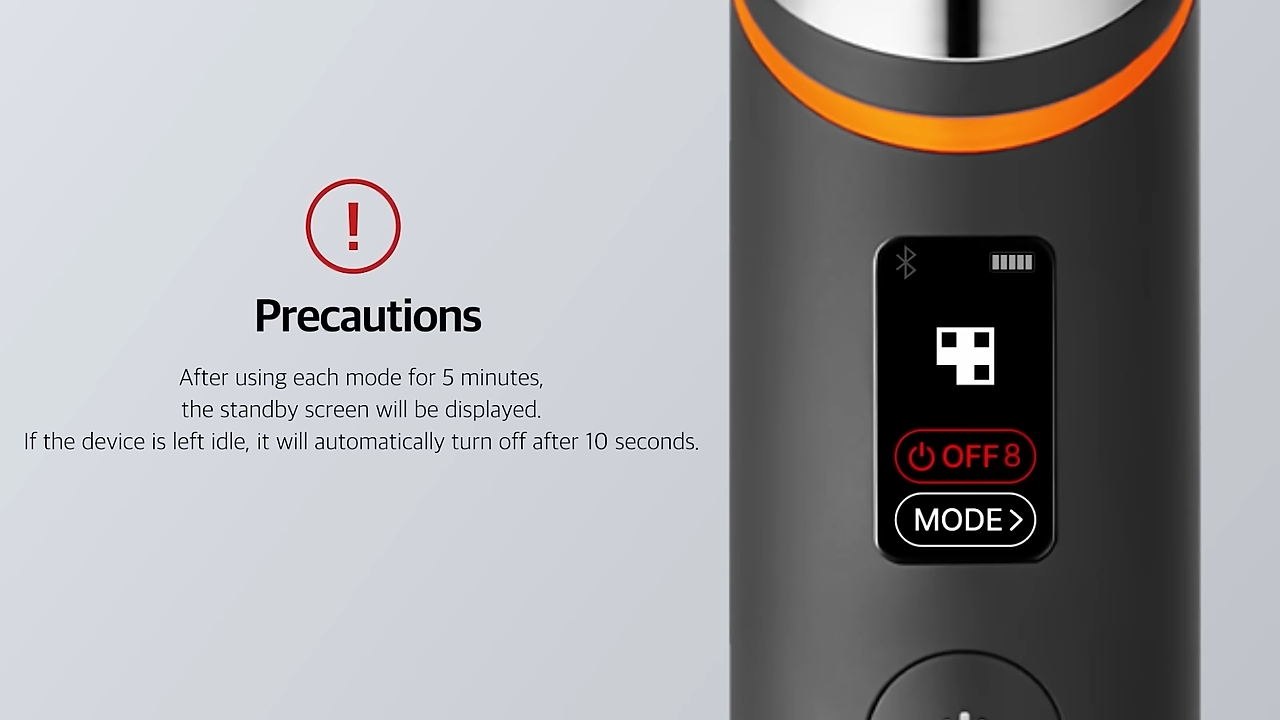 !
Precautions
After using each mode for 5 minutes,
the standby screen will be displayed.
If the device is left idle, it will automatically turn off after 10 seconds.
OFF 8
MODE >